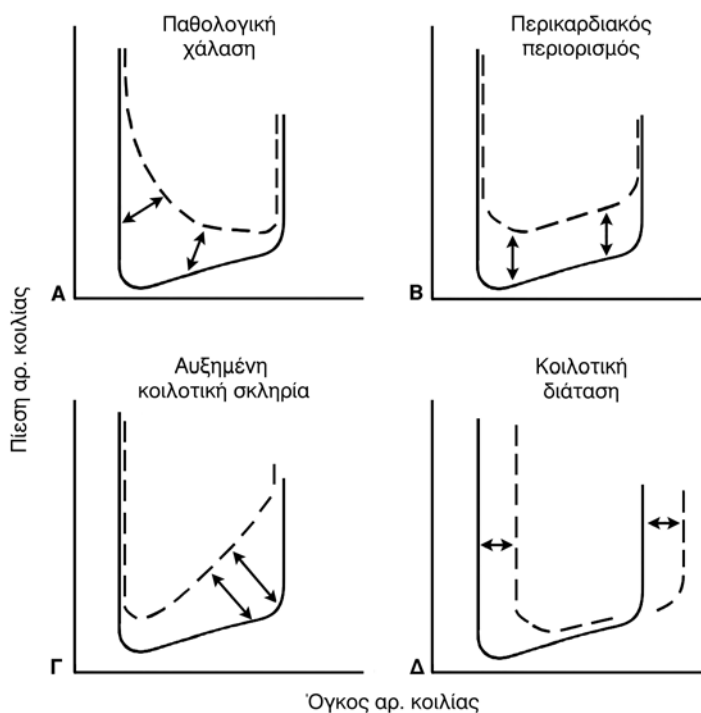 Παθολογική
χάλαση
Περικαρδιακός
περιορισμός
Α
Β
Πίεση αρ. κοιλίας
Αυξημένη
κοιλοτική σκληρία
Κοιλοτική
διάταση
Γ
Δ
Όγκος αρ. κοιλίας